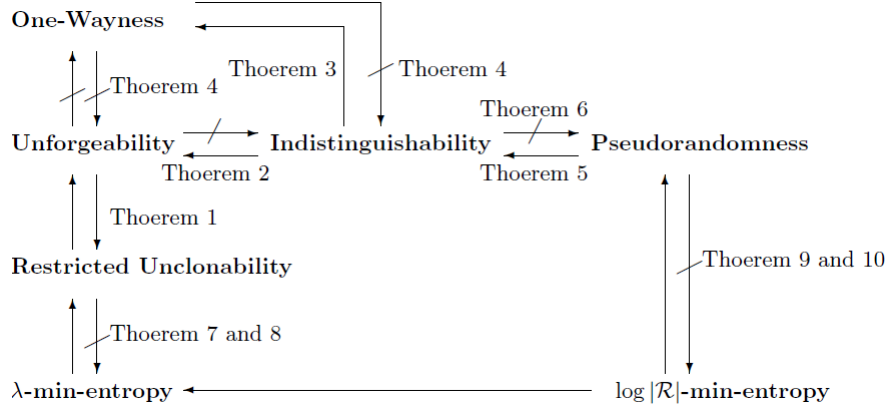 One-Wayness
Thoerem 3
Thoerem 4
Thoerem 4
Thoerem 6
Unforgeability
Indistinguishability
Pseudorandomness
Thoerem 2
Thoerem 5
Thoerem 1
Restricted Unclonability
Thoerem 9 and 10
Thoerem 7 and 8
λ-min-entropy
log |ℛ|-min-entropy